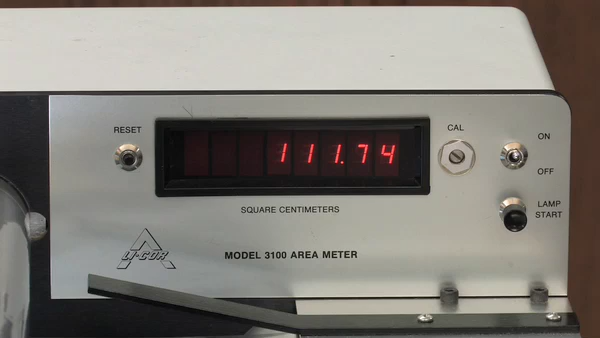 RESET
111.74
CAL
ON
OFF
LAMP
START
SQUARE CENTIMETERS
LI-COR
MODEL 3100 AREA METER